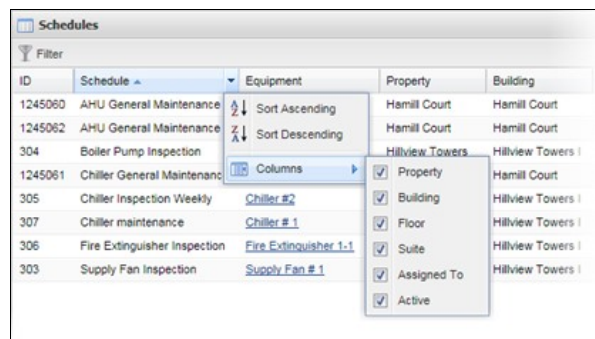 Schedules
Filter
ID Schedule Equipment Property Building
1245060 AHU General Maintenance Hamill Court Hamill Court
1245062 AHU General Maintenance Hamill Court Hamill Court
304 Boiler Pump Inspection Hillview Towers Hillview Towers
1245061 Chiller General Maintenanc Hamill Court
305 Chiller Inspection Weekly Chiller #2 Hillview Towers
307 Chiller maintenance Chiller # 1 Hillview Towers
306 Fire Extinguisher Inspection Fire Extinguisher 1-1 Hillview Towers
303 Supply Fan Inspection Supply Fan # 1 Hillview Towers
A Z Sort Ascending
Z A Sort Descending
Columns
Property
Building
Floor
Suite
Assigned To
Active